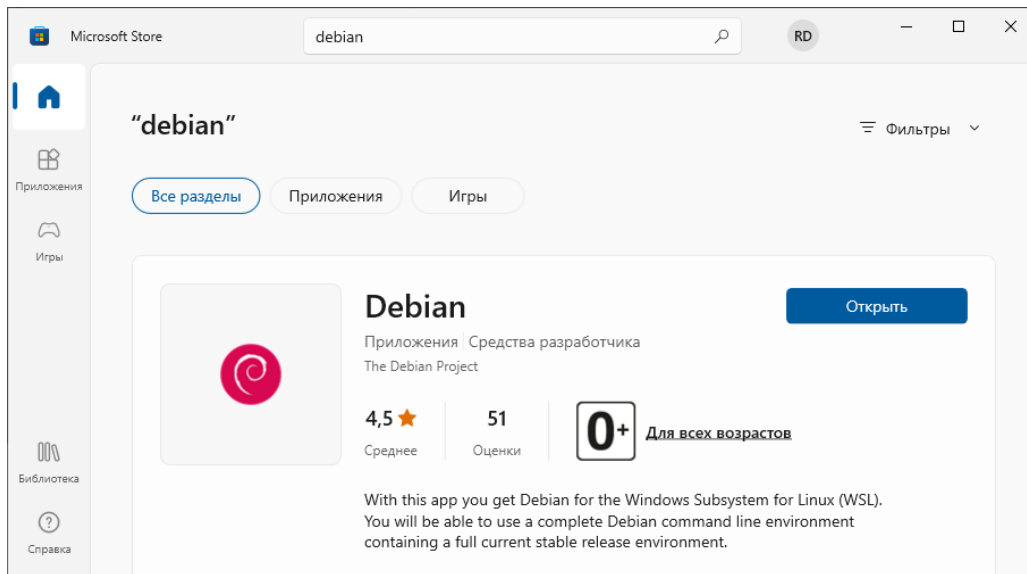 Microsoft Store
debian
RD
"debian"
Фильтры
Приложения
Все разделы
Приложения
Игры
Игры
Debian
Открыть
Приложения Средства разработчика
The Debian Project
4,5
51
0+
Для всех возрастов
Среднее
Оценки
Библиотека
With this app you get Debian for the Windows Subsystem for Linux (WSL).
You will be able to use a complete Debian command line environment
containing a full current stable release environment.
Справка